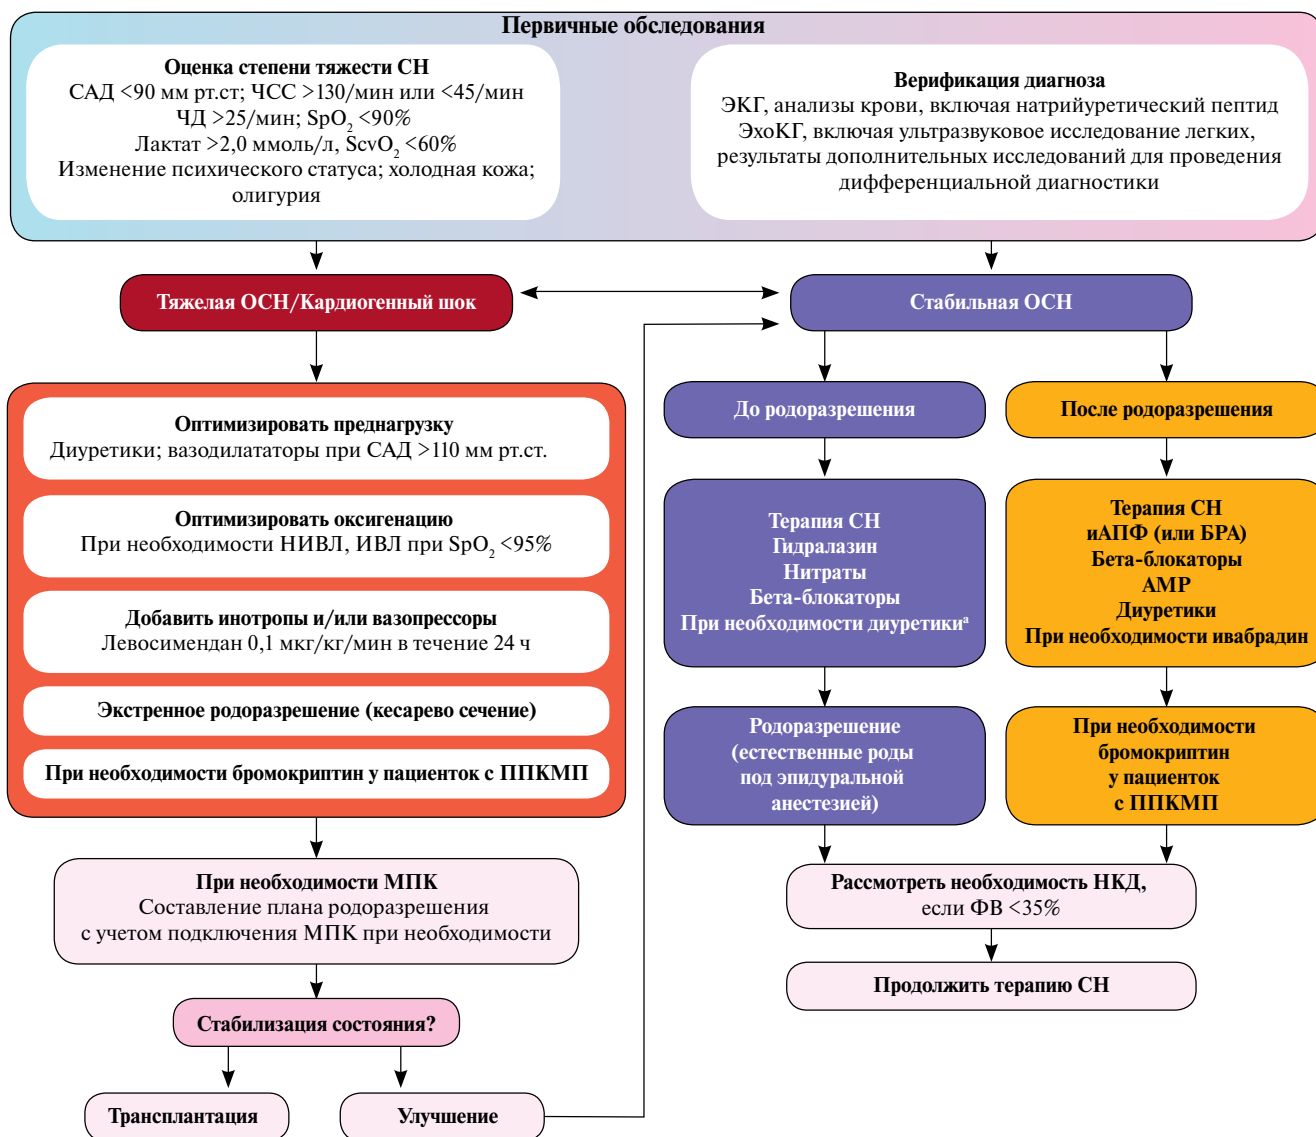 Первичные обследования
Оценка степени тяжести СН
САД <90 мм рт.ст; ЧСС >130/мин или <45/мин
ЧД >25/мин; SpO₂ <90%
Лактат >2,0 ммоль/л, ScvO₂ <60%
Изменение психического статуса; холодная кожа;
олигурия
Верификация диагноза
ЭКГ, анализы крови, включая натрийуретический пептид
ЭхоКГ, включая ультразвуковое исследование легких,
результаты дополнительных исследований для проведения
дифференциальной диагностики
Тяжелая ОСН/Кардиогенный шок
Стабильная ОСН
Оптимизировать преднагрузку
Диуретики; вазодилататоры при САД >110 мм рт.ст.
Оптимизировать оксигенацию
При необходимости НИВЛ, ИВЛ при SpO₂ <95%
Добавить инотропы и/или вазопрессоры
Левосимендан 0,1 мкг/кг/мин в течение 24 ч
Экстренное родоразрешение (кесарево сечение)
При необходимости бромокриптин у пациенток с ППКМП
При необходимости МПК
Составление плана родоразрешения
с учетом подключения МПК при необходимости
Стабилизация состояния?
Трансплантация
Улучшение
До родоразрешения
Терапия СН
Гидралазин
Нитраты
Бета-блокаторы
При необходимости диуретикиᵃ
Родоразрешение
(естественные роды
под эпидуральной
анестезией)
После родоразрешения
Терапия СН
иАПФ (или БРА)
Бета-блокаторы
АМР
Диуретики
При необходимости ивабрадин
При необходимости
бромокриптин
у пациенток
с ППКМП
Рассмотреть необходимость НКД,
если ФВ <35%
Продолжить терапию СН